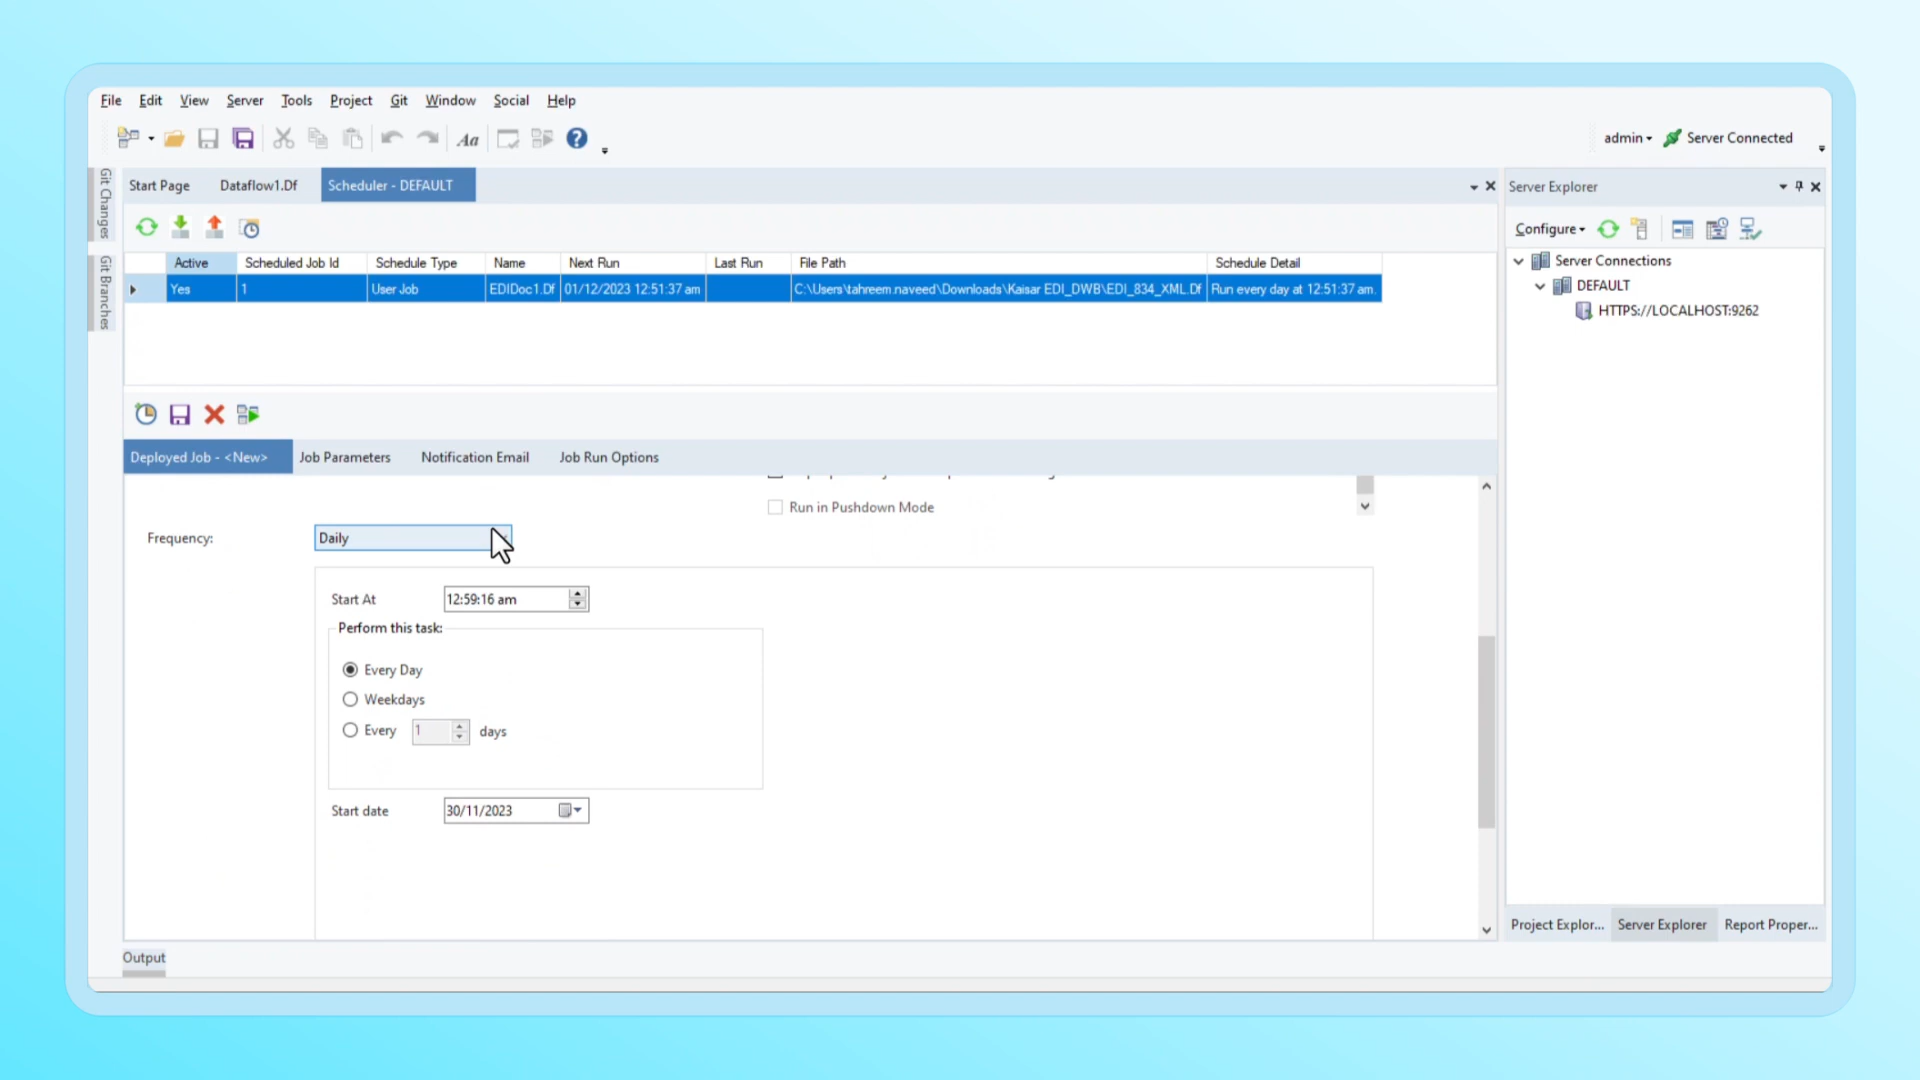 File Edit View Server Tools Project Git Window Social Help
Aa
admin Server Connected
Git Changes
Git Branches
Start Page Dataflow1.Df Scheduler - DEFAULT
Server Explorer
Configure
Active Scheduled Job Id Schedule Type Name Next Run Last Run File Path Schedule Detail
Yes 1 User Job EDIDoc1.Df 01/12/2023 12:51:37 am C:\Users\tahreem.naveed\Downloads\Kaisar EDI_DWB\EDI_834_XML.Df Run every day at 12:51:37 am.
Server Connections
DEFAULT
HTTPS://LOCALHOST:9262
Deployed Job - <New> Job Parameters Notification Email Job Run Options
Run in Pushdown Mode
Frequency: Daily
Start At 12:59:16 am
Perform this task:
Every Day
Weekdays
Every 1 days
Start date 30/11/2023
Project Explor... Server Explorer Report Proper...
Output